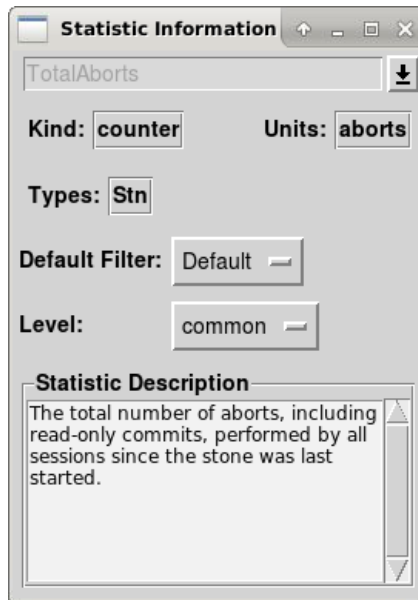 Statistic Information
TotalAborts
Kind: counter Units: aborts
Types: Stn
Default Filter: Default
Level: common
Statistic Description
The total number of aborts, including
read-only commits, performed by all
sessions since the stone was last
started.